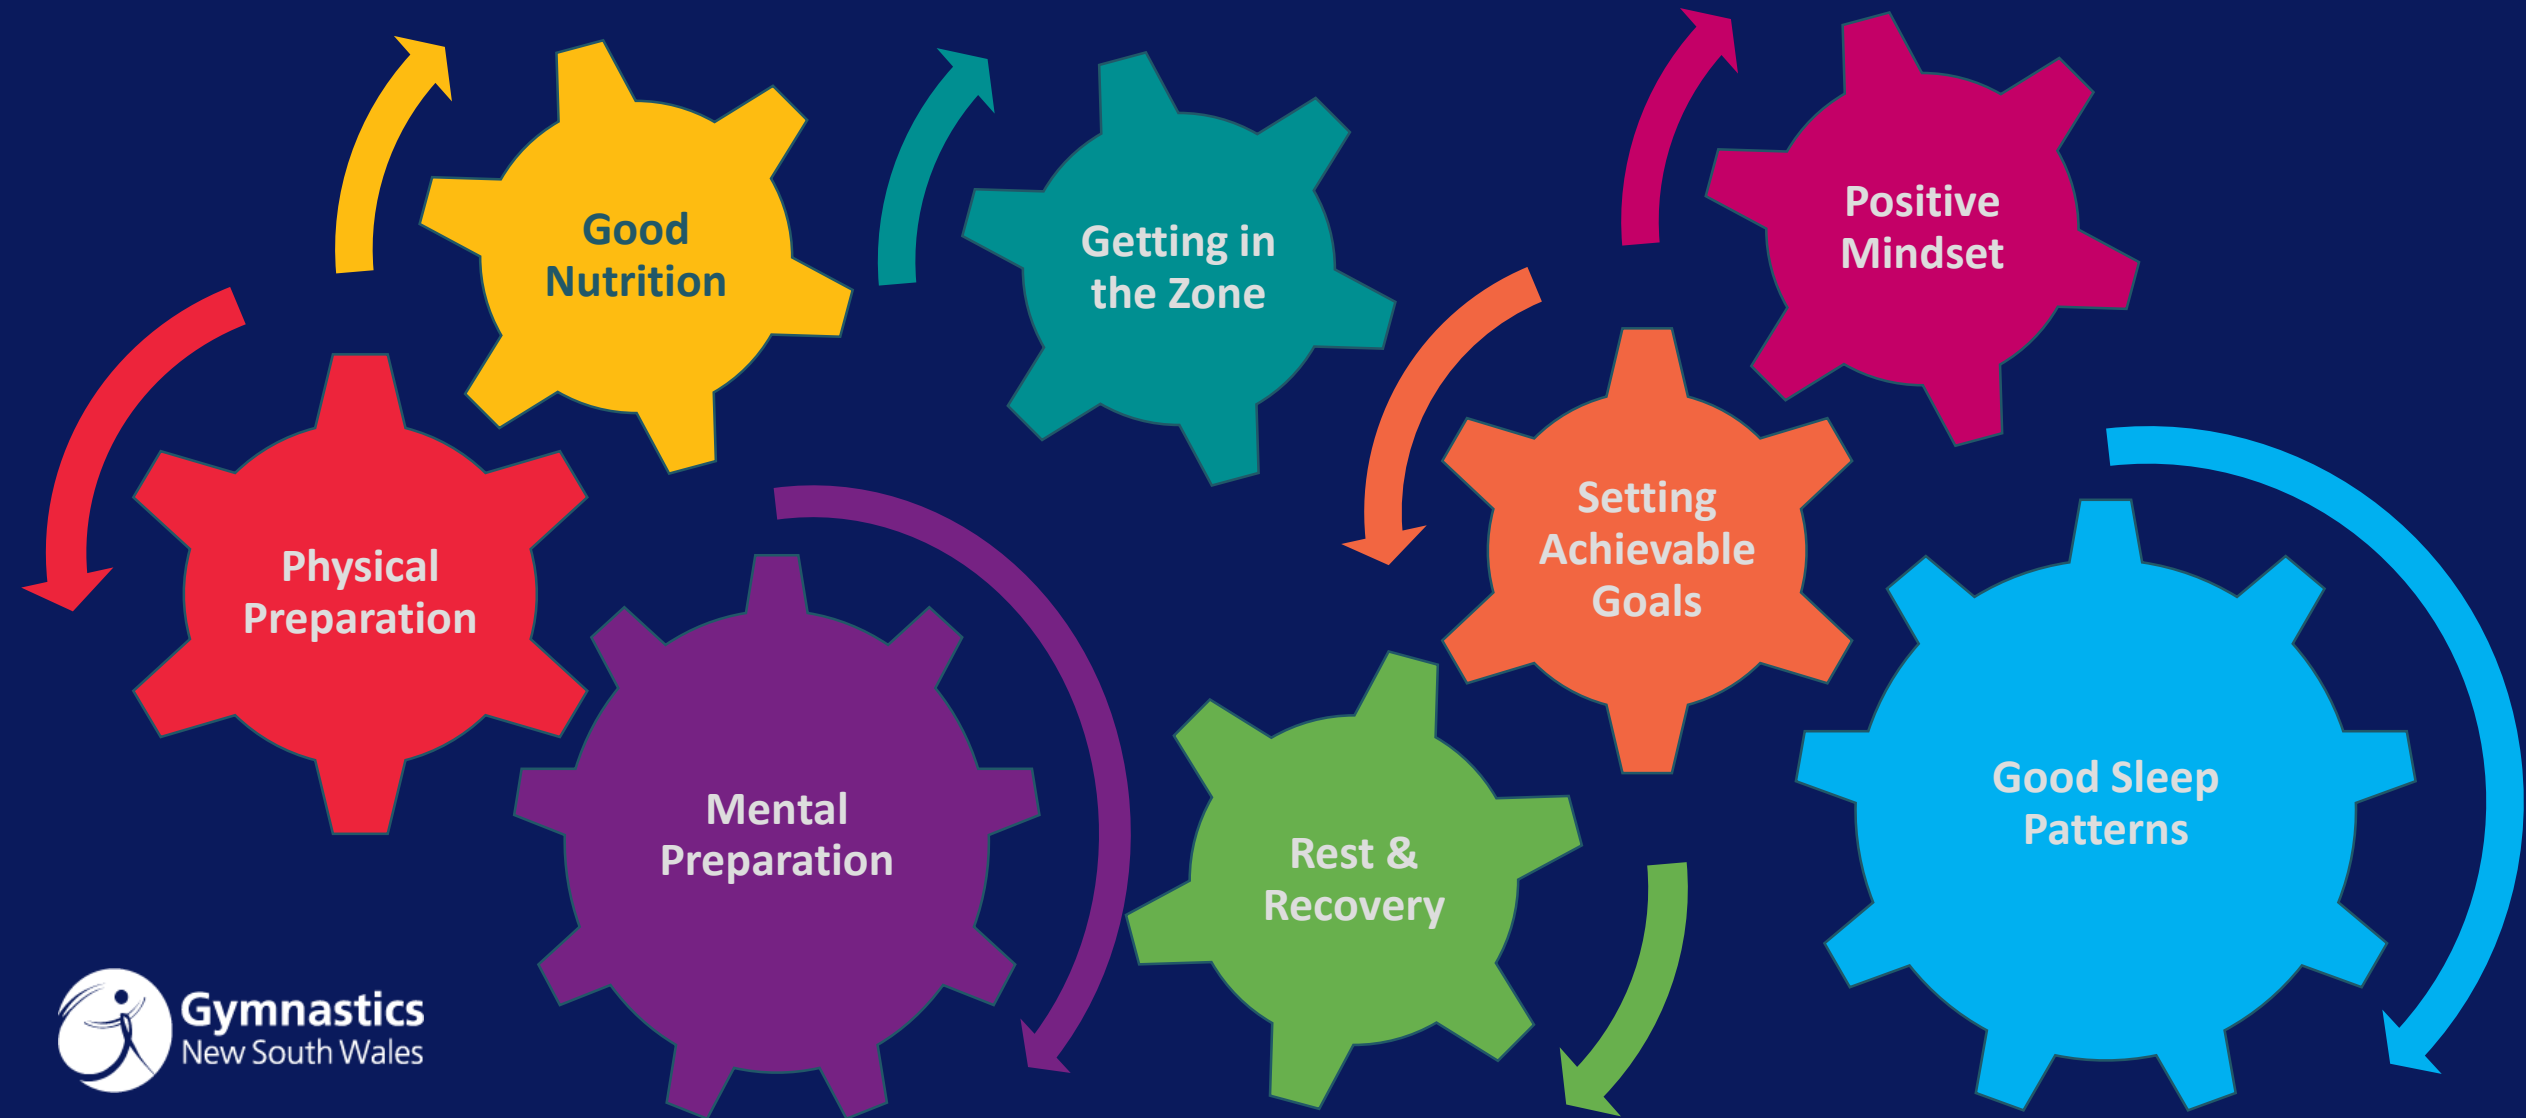 Good
Nutrition
Getting in
the Zone
Positive
Mindset
Physical
Preparation
Setting
Achievable
Goals
Mental
Preparation
Rest &
Recovery
Good Sleep
Patterns
Gymnastics
New South Wales